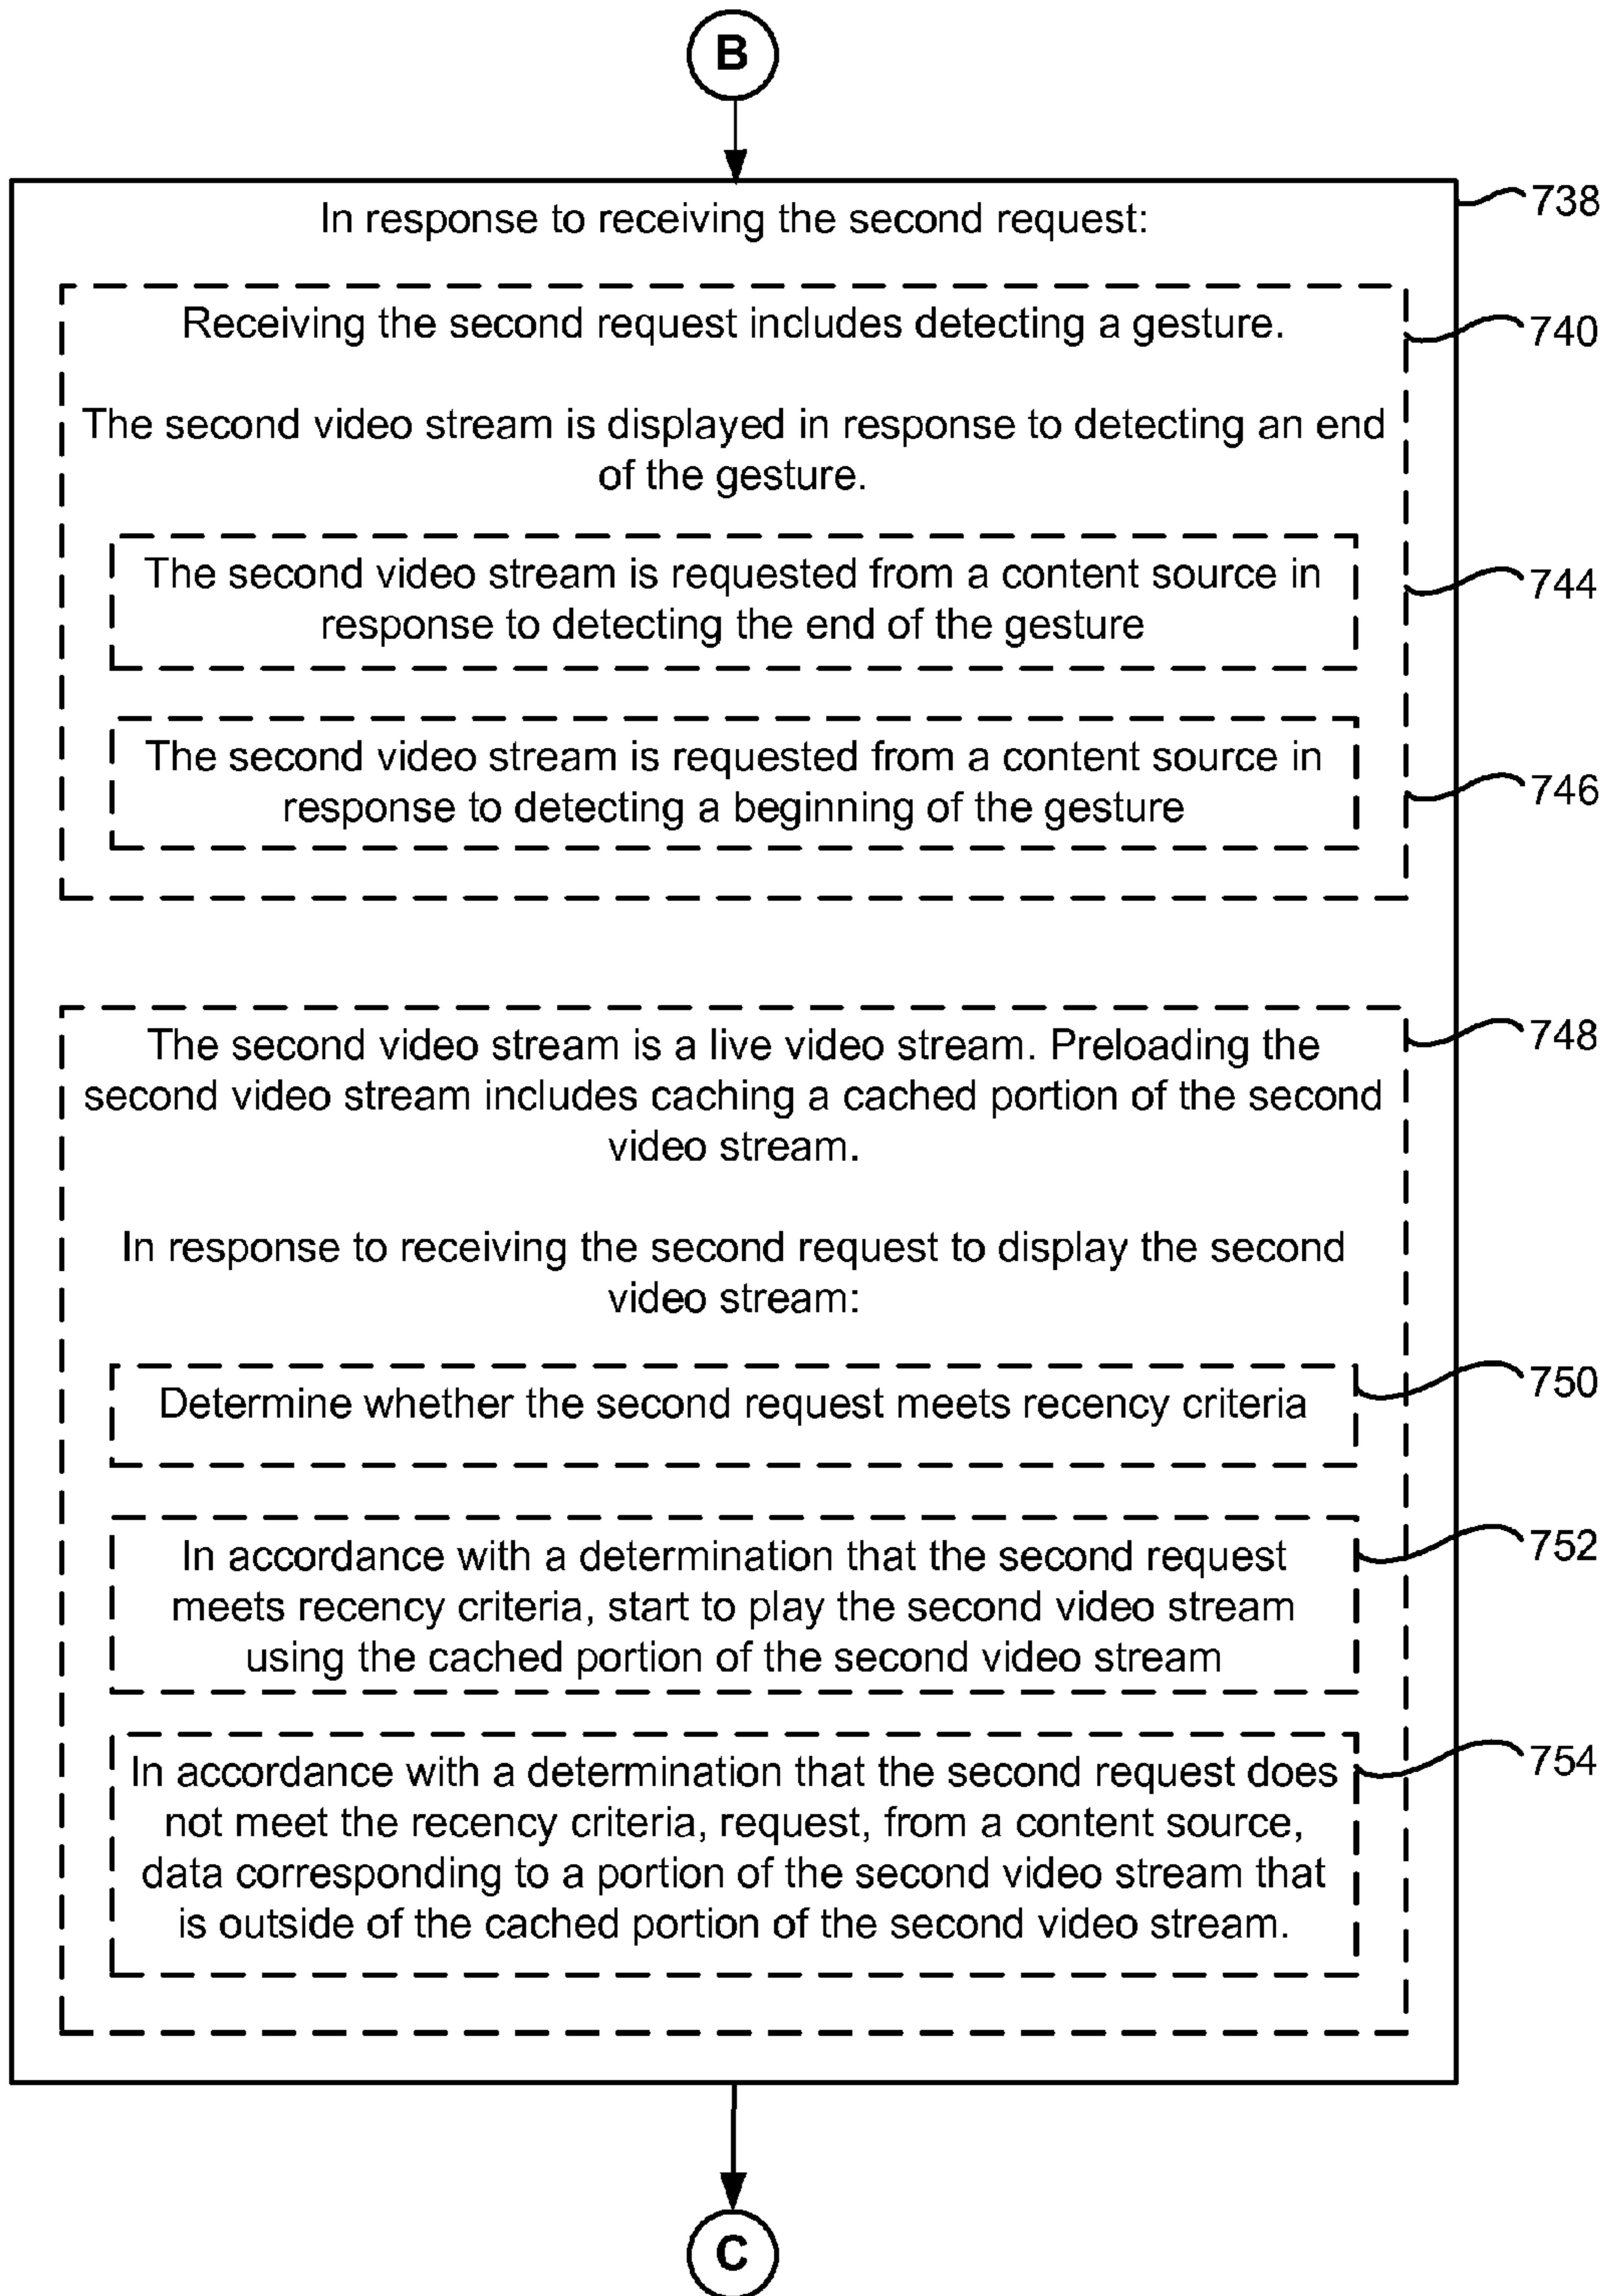 B
738
In response to receiving the second request:
740
Receiving the second request includes detecting a gesture.
The second video stream is displayed in response to detecting an end
of the gesture.
744
The second video stream is requested from a content source in
response to detecting the end of the gesture
746
The second video stream is requested from a content source in
response to detecting a beginning of the gesture
748
The second video stream is a live video stream. Preloading the
second video stream includes caching a cached portion of the second
video stream.
In response to receiving the second request to display the second
video stream:
750
Determine whether the second request meets recency criteria
752
In accordance with a determination that the second request
meets recency criteria, start to play the second video stream
using the cached portion of the second video stream
754
In accordance with a determination that the second request does
not meet the recency criteria, request, from a content source,
data corresponding to a portion of the second video stream that
is outside of the cached portion of the second video stream.
C